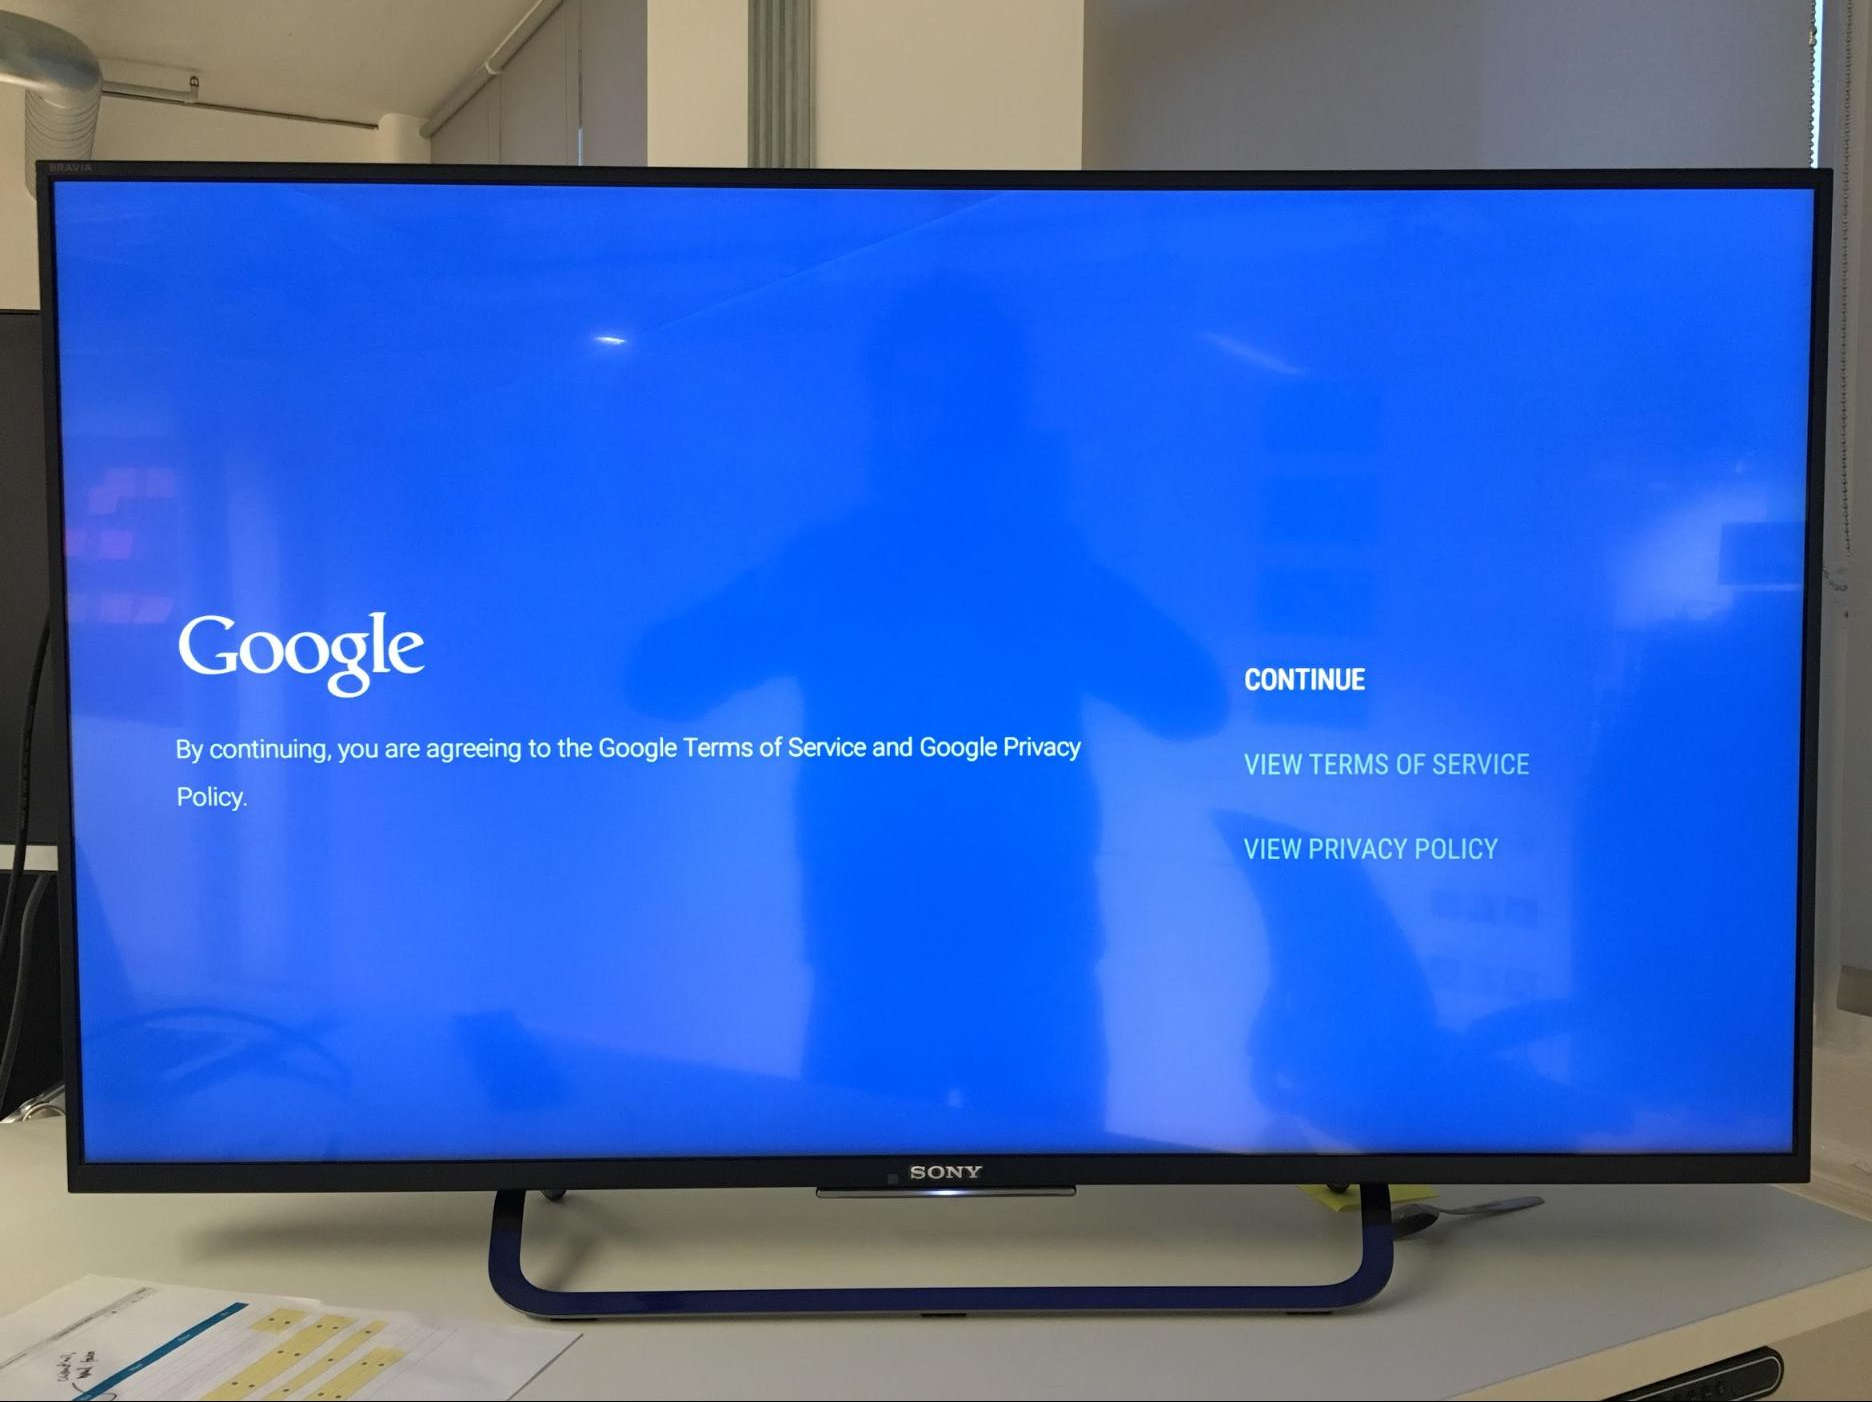 BRAVIA
Google
By continuing, you are agreeing to the Google Terms of Service and Google Privacy
Policy.
CONTINUE
VIEW TERMS OF SERVICE
VIEW PRIVACY POLICY
SONY